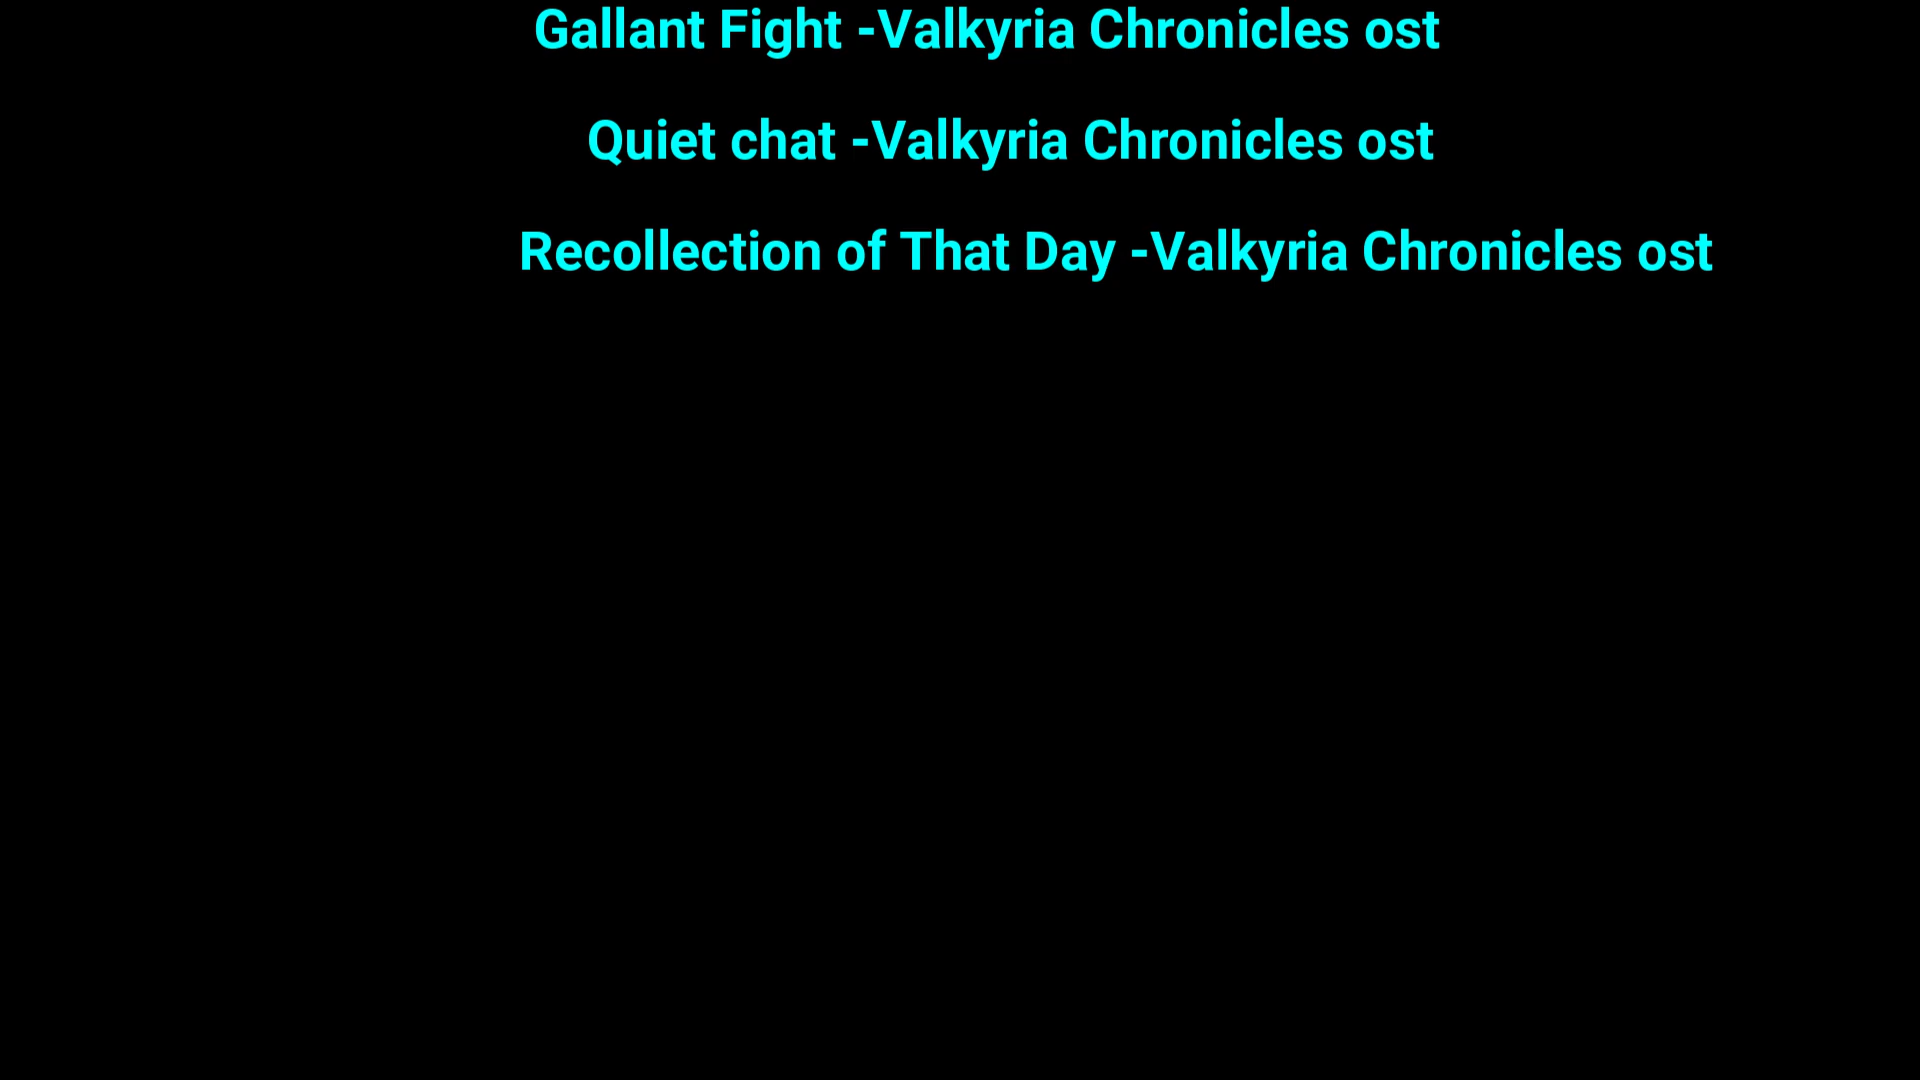 Gallant Fight -Valkyria Chronicles ost
Quiet chat -Valkyria Chronicles ost
Recollection of That Day -Valkyria Chronicles ost